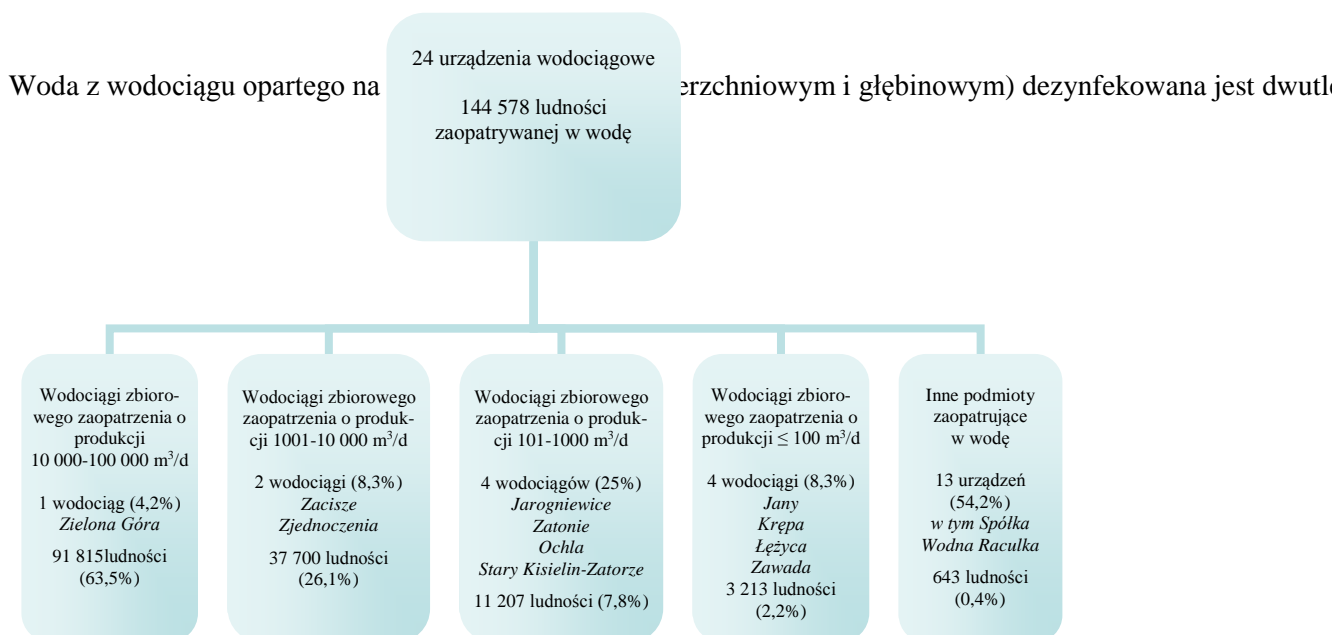 24 urządzenia wodociągowe
144 578 ludności
zaopatrywanej w wodę
Woda z wodociągu opartego na erzchniowym i głębinowym) dezynfekowana jest dwutl
Wodociągi zbioro-
wego zaopatrzenia o
produkcji
10 000-100 000 m³/d
1 wodociąg (4,2%)
Zielona Góra
91 815ludności
(63,5%)
Wodociągi zbiorowego
zaopatrzenia o produk-
cji 1001-10 000 m³/d
2 wodociągi (8,3%)
Zacisze
Zjednoczenia
37 700 ludności
(26,1%)
Wodociągi zbiorowego
zaopatrzenia o produk-
cji 101-1000 m³/d
4 wodociągów (25%)
Jarogniewice
Zatonie
Ochla
Stary Kisielin-Zatorze
11 207 ludności (7,8%)
Wodociągi zbioro-
wego zaopatrzenia o
produkcji ≤ 100 m³/d
4 wodociągi (8,3%)
Jany
Krępa
Łężyca
Zawada
3 213 ludności
(2,2%)
Inne podmioty
zaopatrujące
w wodę
13 urządzeń
(54,2%)
w tym Spółka
Wodna Raculka
643 ludności
(0,4%)